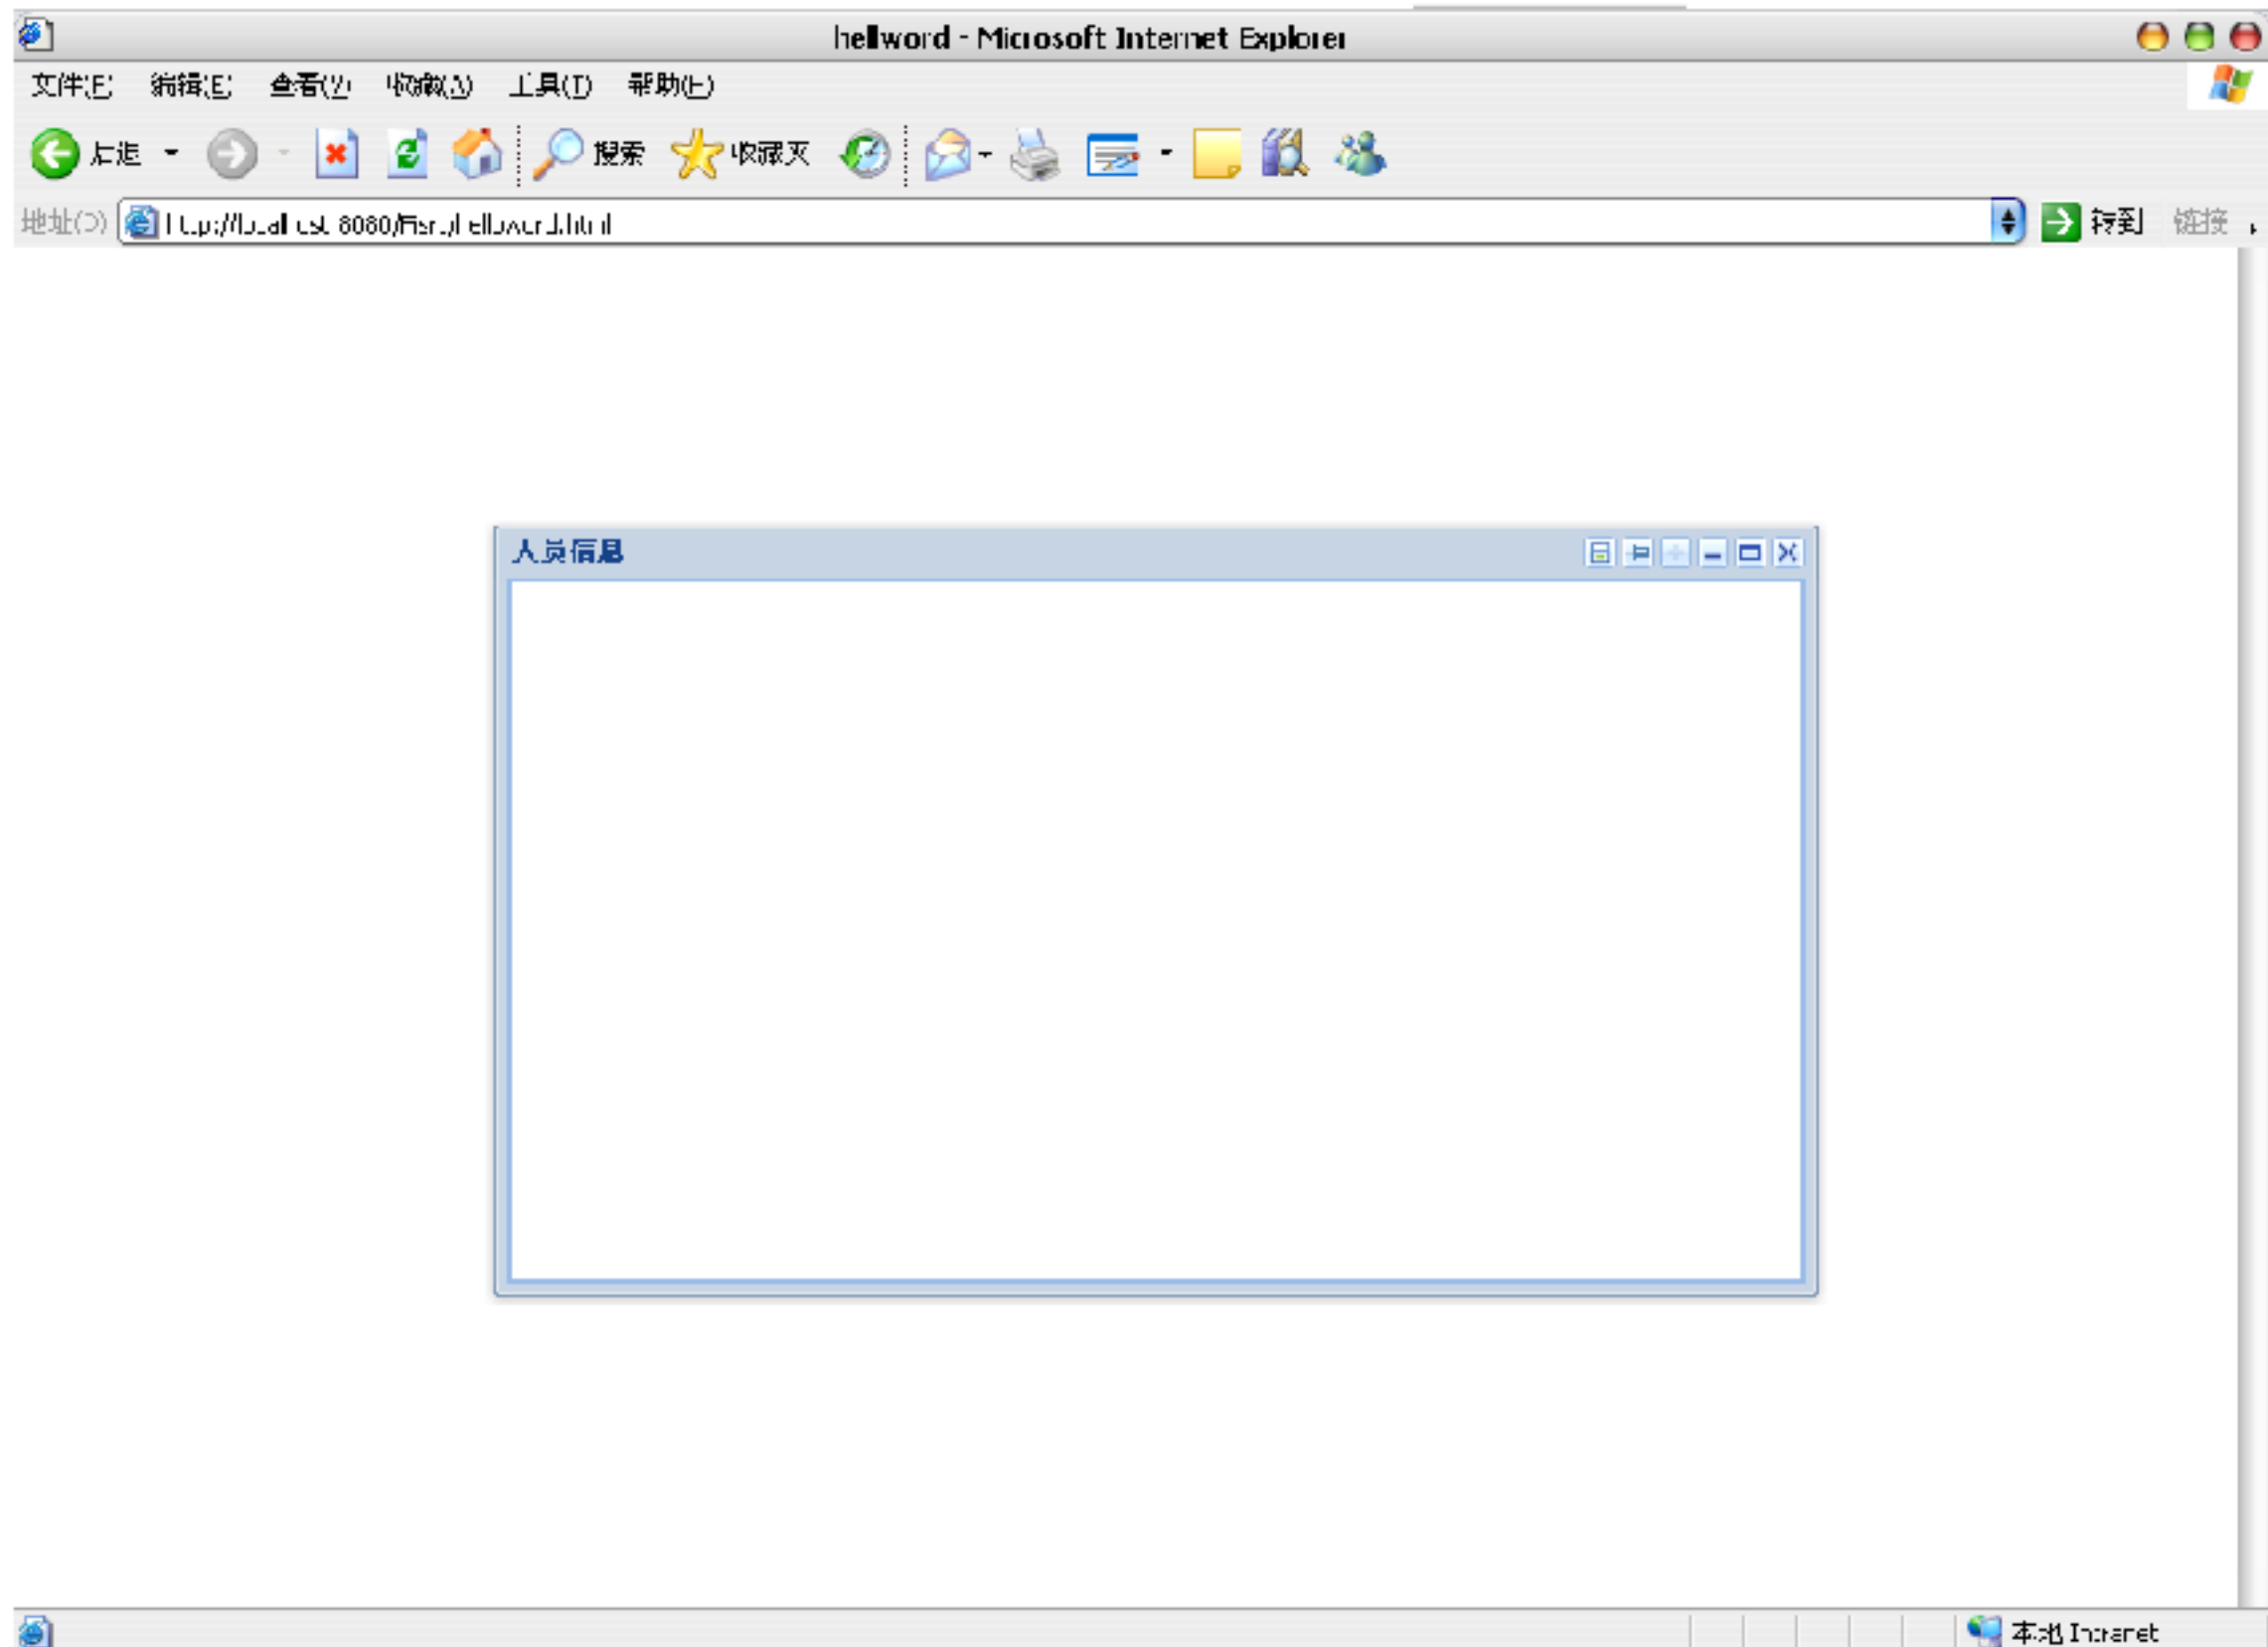 hellword - Microsoft Internet Explorer
文件(F) 编辑(E) 查看(V) 收藏(A) 工具(T) 帮助(H)
后退 搜索 收藏夹
地址(D) 转到 链接
人员信息
本地 Intranet